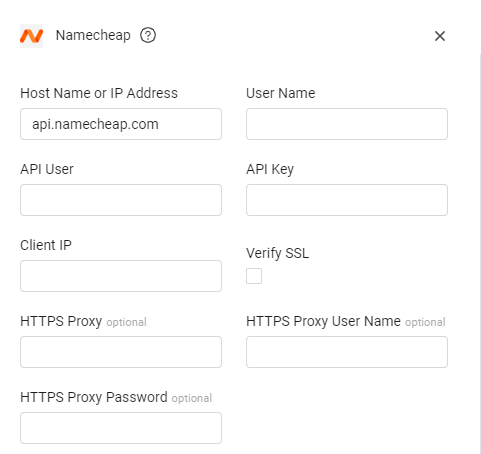 Namecheap ?
Host Name or IP Address
User Name
api.namecheap.com
API User
API Key
Client IP
Verify SSL
HTTPS Proxy optional
HTTPS Proxy User Name optional
HTTPS Proxy Password optional